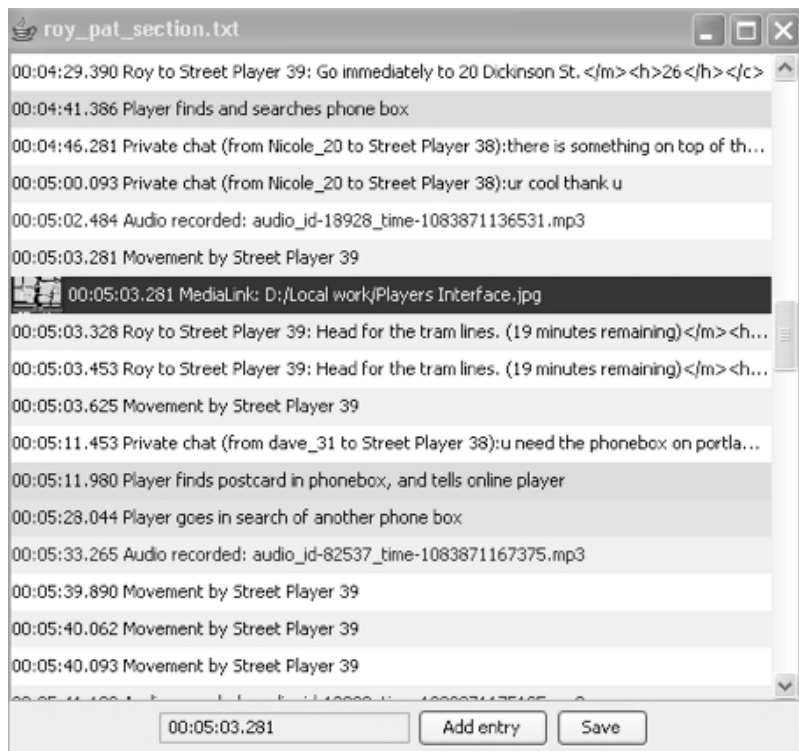 roy_pat_section.txt
00:04:29.390 Roy to Street Player 39: Go immediately to 20 Dickinson St.</m><h>26</h></c>
00:04:41.386 Player finds and searches phone box
00:04:46.281 Private chat (from Nicole_20 to Street Player 38):there is something on top of th...
00:05:00.093 Private chat (from Nicole_20 to Street Player 38):ur cool thank u
00:05:02.484 Audio recorded: audio_id-18928_time-1083871136531.mp3
00:05:03.281 Movement by Street Player 39
00:05:03.281 MediaLink: D:/Local work/Players Interface.jpg
00:05:03.328 Roy to Street Player 39: Head for the tram lines. (19 minutes remaining)</m><h...
00:05:03.453 Roy to Street Player 39: Head for the tram lines. (19 minutes remaining)</m><h...
00:05:03.625 Movement by Street Player 39
00:05:11.453 Private chat (from dave_31 to Street Player 38):u need the phonebox on portla...
00:05:11.980 Player finds postcard in phonebox, and tells online player
00:05:28.044 Player goes in search of another phone box
00:05:33.265 Audio recorded: audio_id-82537_time-1083871167375.mp3
00:05:39.890 Movement by Street Player 39
00:05:40.062 Movement by Street Player 39
00:05:40.093 Movement by Street Player 39
00:05:03.281 Add entry Save